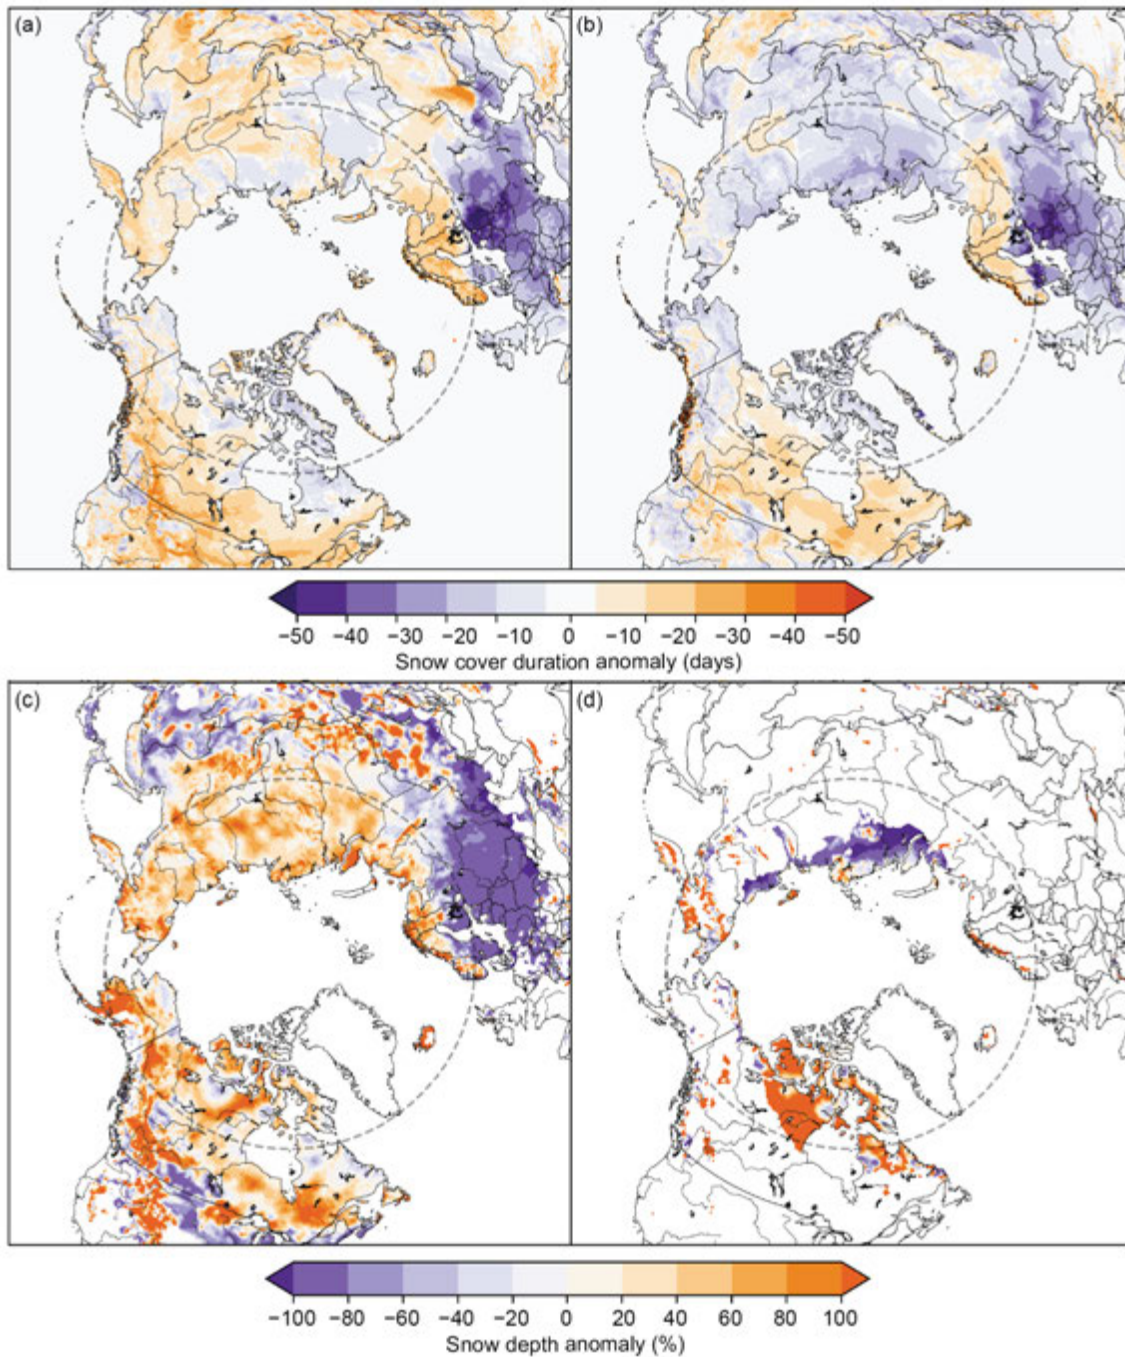 (a) (b)
−50 −40 −30 −20 −10 0 −10 −20 −30 −40 −50
Snow cover duration anomaly (days)
(c) (d)
−100 −80 −60 −40 −20 0 20 40 60 80 100
Snow depth anomaly (%)